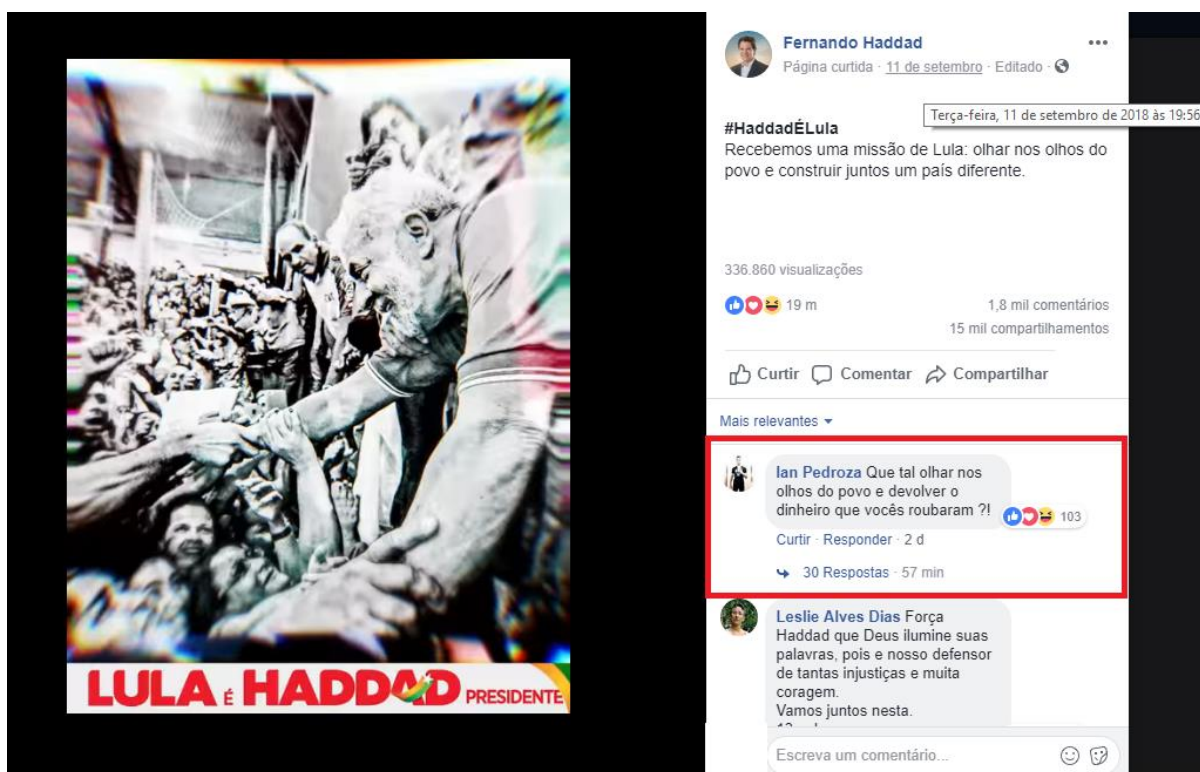 Fernando Haddad
Página curtida · 11 de setembro · Editado ·
Terça-feira, 11 de setembro de 2018 às 19:56
#HaddadÉLula
Recebemos uma missão de Lula: olhar nos olhos do
povo e construir juntos um país diferente.
336.860 visualizações
19 m
1,8 mil comentários
15 mil compartilhamentos
Curtir Comentar Compartilhar
Mais relevantes
Ian Pedroza Que tal olhar nos
olhos do povo e devolver o
dinheiro que vocês roubaram ?!
103
Curtir · Responder · 2 d
30 Respostas · 57 min
Leslie Alves Dias Força
Haddad que Deus ilumine suas
palavras, pois e nosso defensor
de tantas injustiças e muita
coragem.
Vamos juntos nesta.
Escreva um comentário...
LULA É HADDAD PRESIDENTE